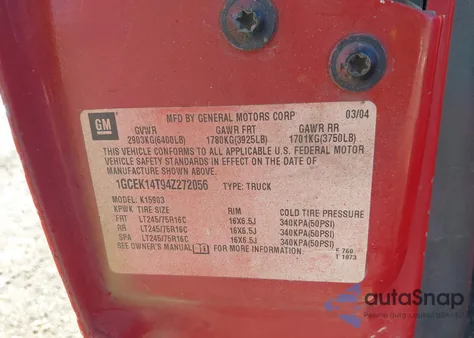 GM
MFD BY GENERAL MOTORS CORP 03/04
GVWR GAWR FRT GAWR RR
2903KG(6400LB) 1780KG(3925LB) 1701KG(3750LB)
THIS VEHICLE CONFORMS TO ALL APPLICABLE U.S. FEDERAL MOTOR
VEHICLE SAFETY STANDARDS IN EFFECT ON THE DATE OF
MANUFACTURE SHOWN ABOVE.
1GCEK14T94Z272056 TYPE: TRUCK
MODEL: K15903
KPWK TIRE SIZE RIM COLD TIRE PRESSURE
FRT LT245/75R16C 16X6.5J 340KPA(50PSI)
RR LT245/75R16C 16X6.5J 340KPA(50PSI)
SPA LT245/75R16C 16X6.5J 340KPA(50PSI)
SEE OWNER'S MANUAL FOR MORE INFORMATION.
F 760
T 1073
autoSnap